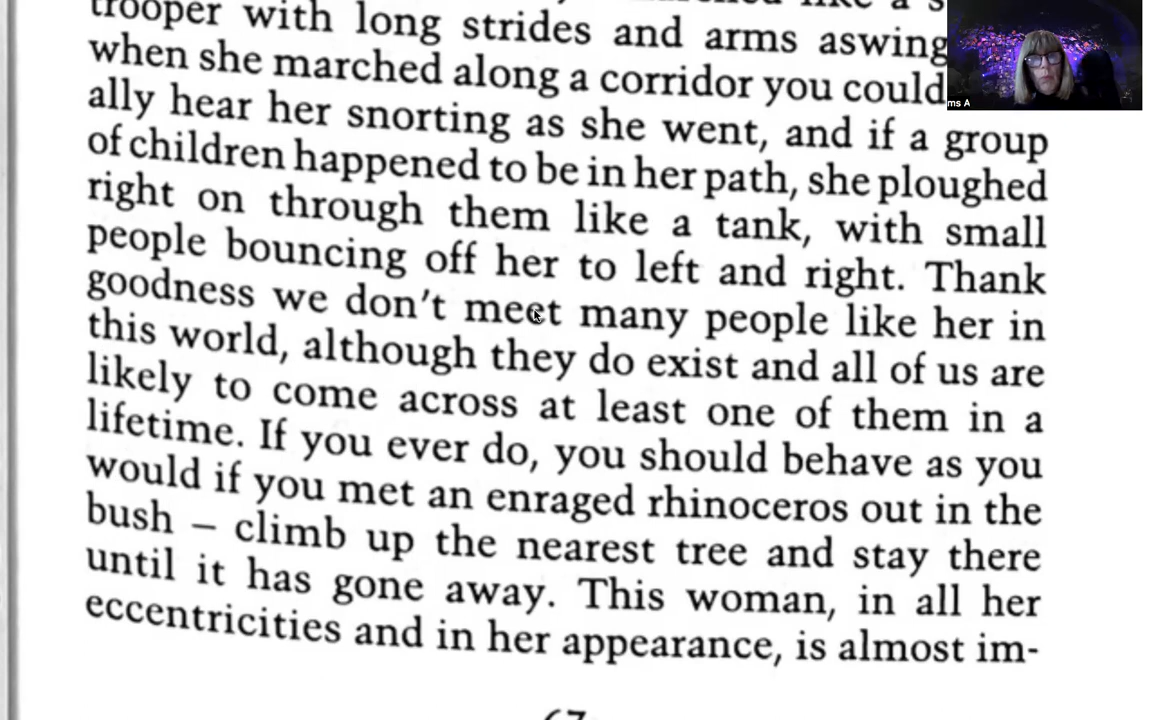 trooper with long strides and arms aswing
when she marched along a corridor you could
ally hear her snorting as she went, and if a group
of children happened to be in her path, she ploughed
right on through them like a tank, with small
people bouncing off her to left and right. Thank
goodness we don't meet many people like her in
this world, although they do exist and all of us are
likely to come across at least one of them in a
lifetime. If you ever do, you should behave as you
would if you met an enraged rhinoceros out in the
bush – climb up the nearest tree and stay there
until it has gone away. This woman, in all her
eccentricities and in her appearance, is almost im-
67
ms A